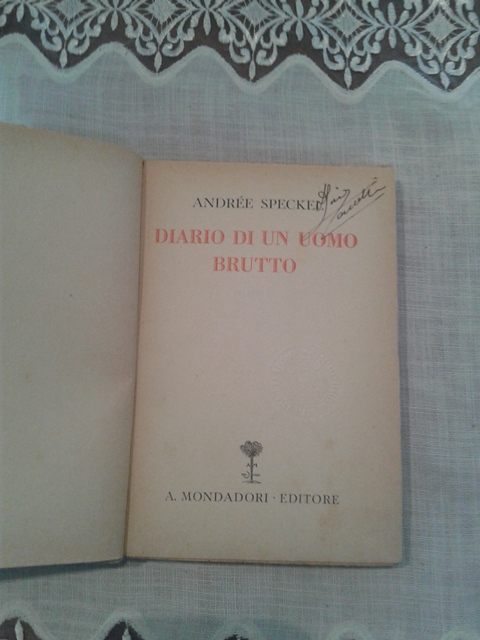 ANDRÉE SPECKEL
DIARIO DI UN UOMO
BRUTTO
A. MONDADORI · EDITORE